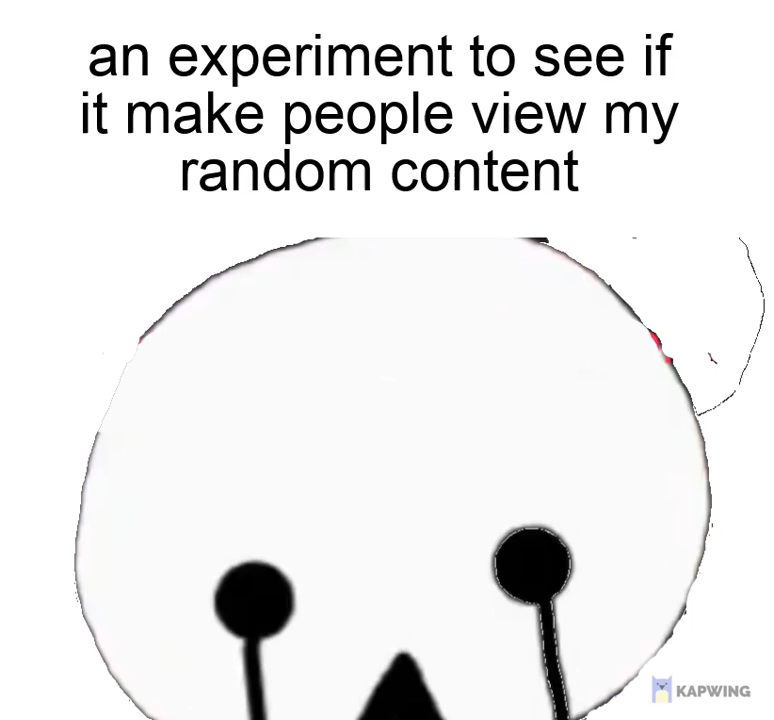 an experiment to see if
it make people view my
random content
KAPWING